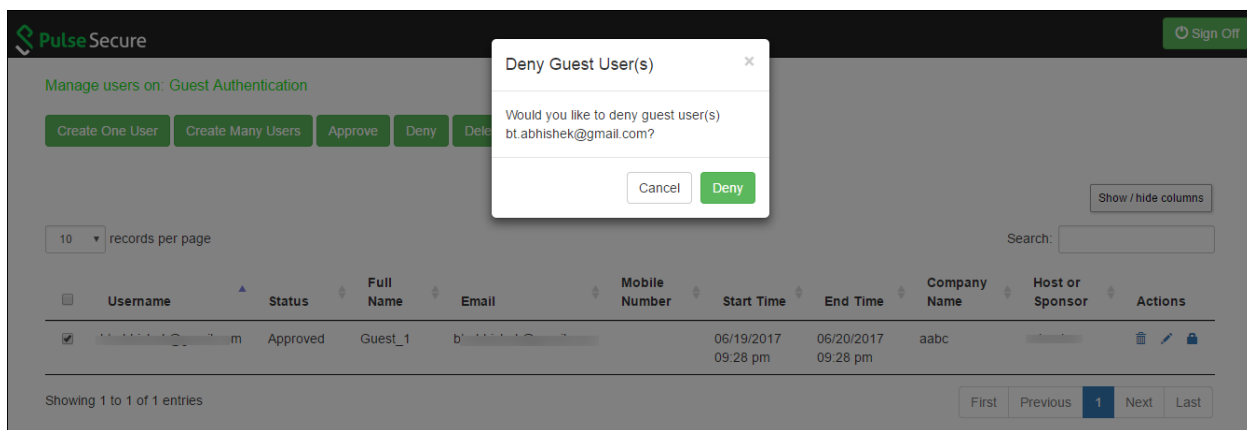 Pulse Secure
Sign Off
Manage users on: Guest Authentication
Create One User Create Many Users Approve Deny
Deny Guest User(s) ×
Would you like to deny guest user(s)
bt.abhishek@gmail.com?
Cancel Deny
Show / hide columns
10 records per page
Search:
Username Status Full Name Email Mobile Number Start Time End Time Company Name Host or Sponsor Actions
Approved Guest_1 06/19/2017 09:28 pm 06/20/2017 09:28 pm aabc
Showing 1 to 1 of 1 entries
First Previous 1 Next Last